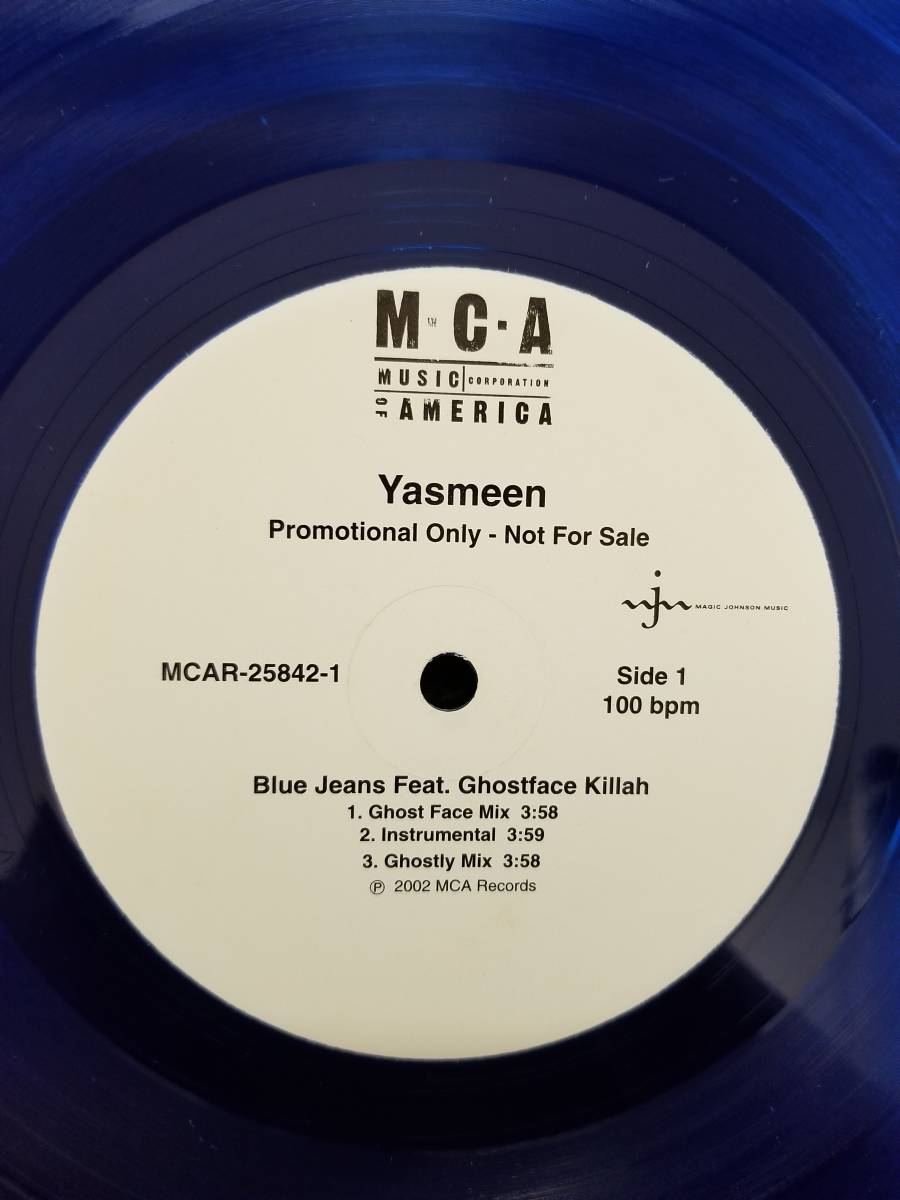 M·C·A
MUSIC CORPORATION
OF AMERICA
Yasmeen
Promotional Only - Not For Sale
mjm MAGIC JOHNSON MUSIC
MCAR-25842-1
Side 1
100 bpm
Blue Jeans Feat. Ghostface Killah
1. Ghost Face Mix 3:58
2. Instrumental 3:59
3. Ghostly Mix 3:58
℗ 2002 MCA Records